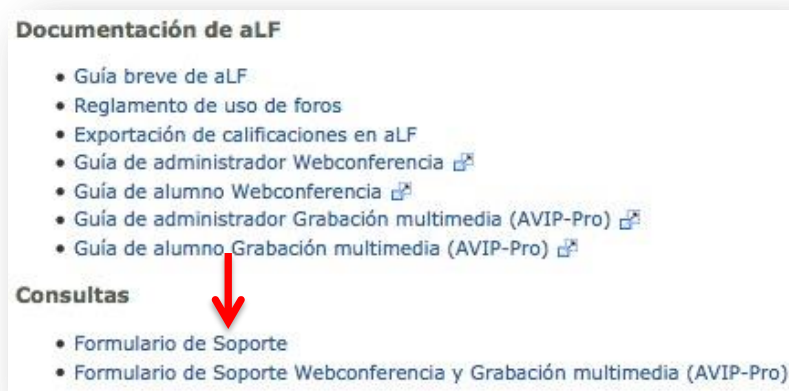 Documentación de aLF
• Guía breve de aLF
• Reglamento de uso de foros
• Exportación de calificaciones en aLF
• Guía de administrador Webconferencia
• Guía de alumno Webconferencia
• Guía de administrador Grabación multimedia (AVIP-Pro)
• Guía de alumno Grabación multimedia (AVIP-Pro)
Consultas
• Formulario de Soporte
• Formulario de Soporte Webconferencia y Grabación multimedia (AVIP-Pro)